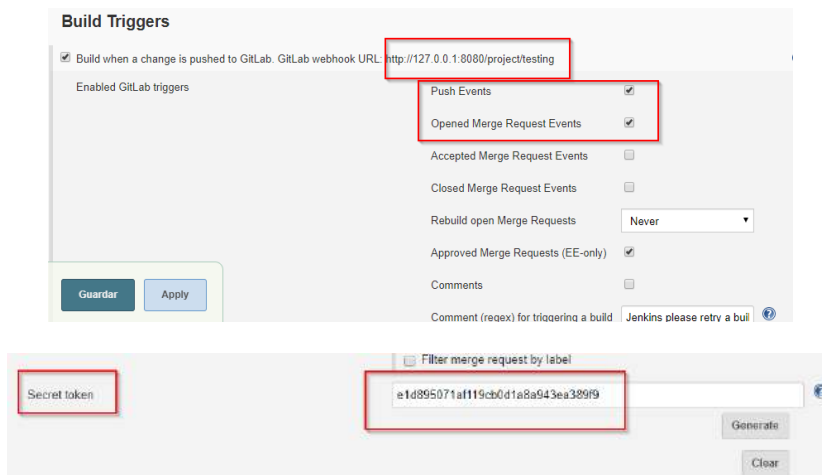 Build Triggers
Build when a change is pushed to GitLab. GitLab webhook URL: http://127.0.0.1:8080/project/testing
Enabled GitLab triggers
Push Events
Opened Merge Request Events
Accepted Merge Request Events
Closed Merge Request Events
Rebuild open Merge Requests Never
Approved Merge Requests (EE-only)
Guardar Apply
Comments
Comment (regex) for triggering a build Jenkins please retry a buil
Filter merge request by label
Secret token
e1d895071af119cb0d1a8a943ea389f9
Generate
Clear